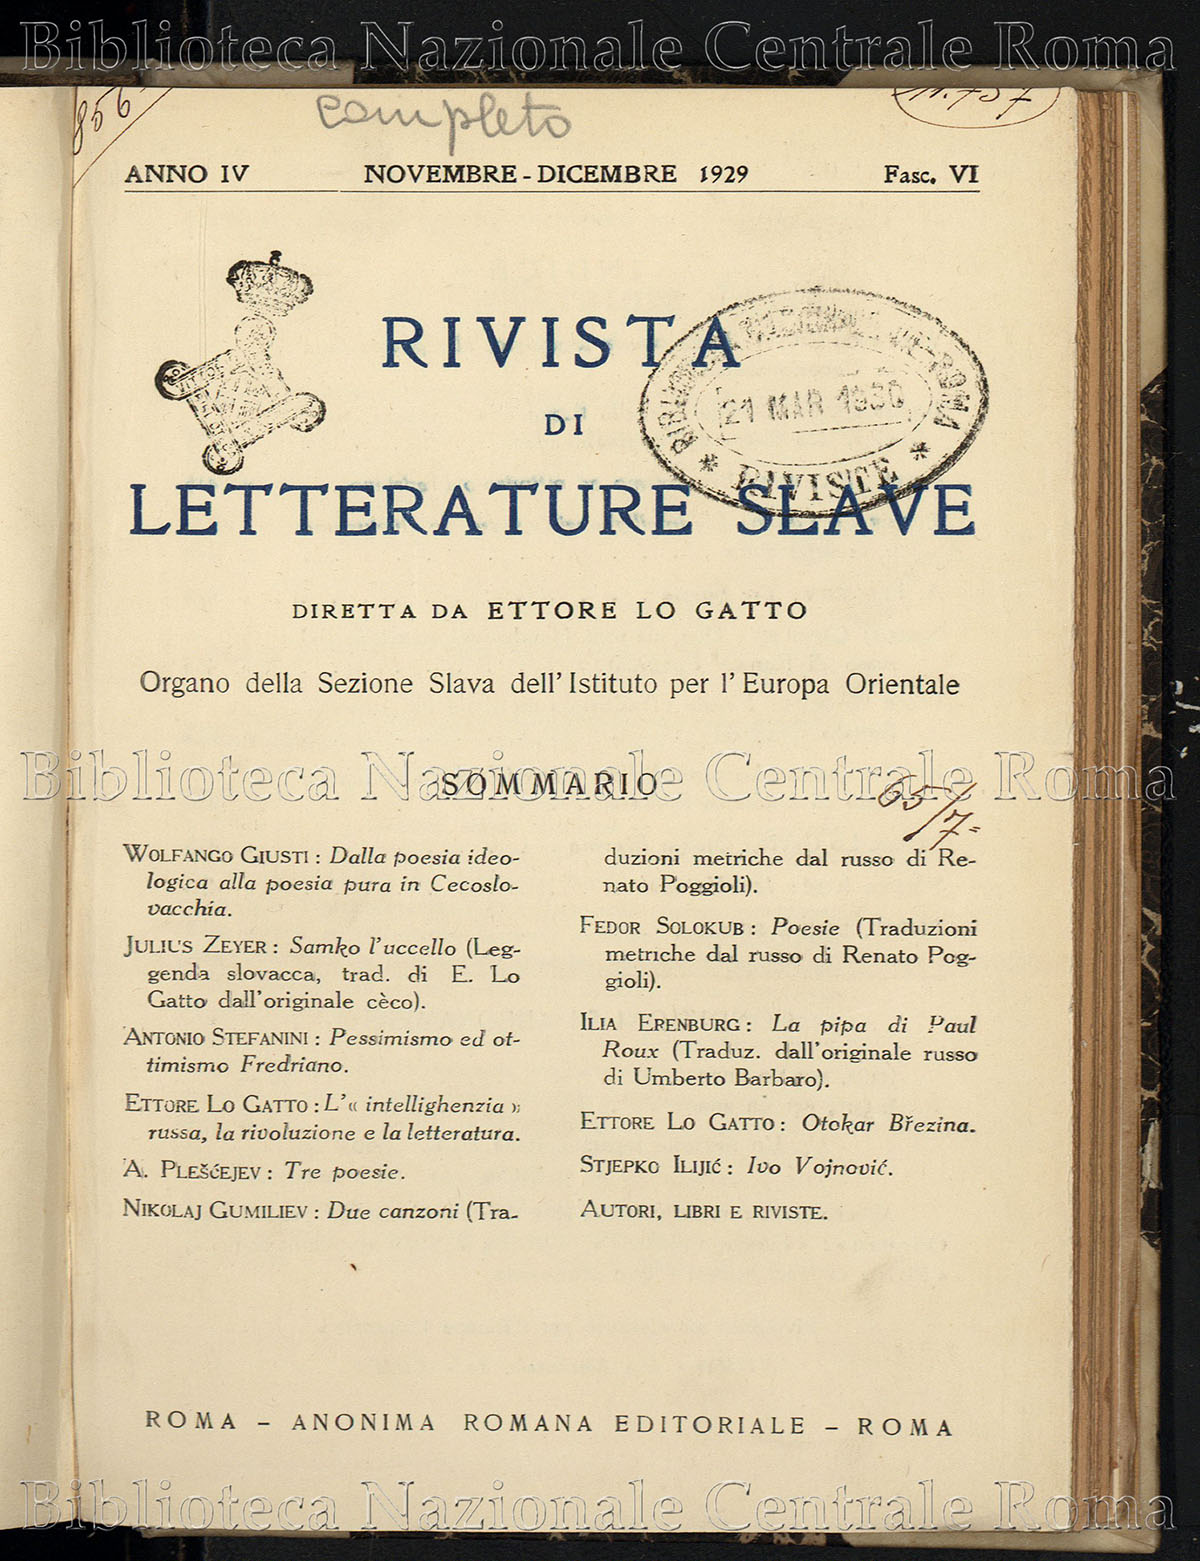 Biblioteca Nazionale Centrale Roma
856
completo
ANNO IV NOVEMBRE - DICEMBRE 1929 Fasc. VI
RIVISTA
DI
LETTERATURE SLAVE
ROMA
21 MAR 1930
* RIVISTE *
DIRETTA DA ETTORE LO GATTO
Organo della Sezione Slava dell'Istituto per l'Europa Orientale
Biblioteca Nazionale Centrale Roma
SOMMARIO
65/7=
WOLFANGO GIUSTI : Dalla poesia ideo-
logica alla poesia pura in Cecoslo-
vacchia.
JULIUS ZEYER : Samko l'uccello (Leg-
genda slovacca, trad. di E. Lo
Gatto dall'originale cèco).
ANTONIO STEFANINI : Pessimismo ed ot-
timismo Fredriano.
ETTORE LO GATTO : L'« intellighenzia »
russa, la rivoluzione e la letteratura.
A. PLEŠĆEJEV : Tre poesie.
NIKOLAJ GUMILIEV : Due canzoni (Tra-
duzioni metriche dal russo di Re-
nato Poggioli).
FEDOR SOLOKUB : Poesie (Traduzioni
metriche dal russo di Renato Pog-
gioli).
ILIA ERENBURG : La pipa di Paul
Roux (Traduz. dall'originale russo
di Umberto Barbaro).
ETTORE LO GATTO : Otokar Březina.
STJEPKO ILIJIĆ : Ivo Vojnović.
AUTORI, LIBRI E RIVISTE.
ROMA - ANONIMA ROMANA EDITORIALE - ROMA
Biblioteca Nazionale Centrale Roma